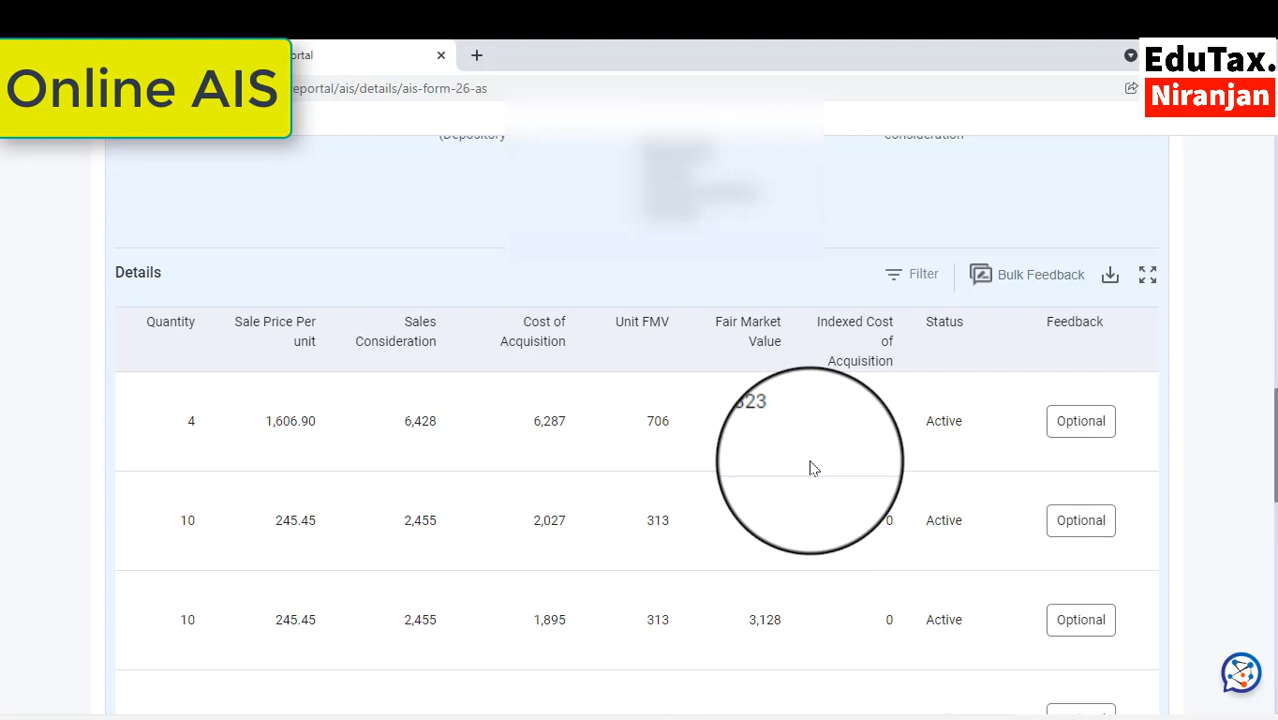 Online AIS
ortal
eportal/ais/details/ais-form-26-as
EduTax.
Niranjan
(Depository
consideration
Details
Filter
Bulk Feedback
Quantity Sale Price Per unit Sales Consideration Cost of Acquisition Unit FMV Fair Market Value Indexed Cost of Acquisition Status Feedback
4 1,606.90 6,428 6,287 706 323 Active Optional
10 245.45 2,455 2,027 313 0 Active Optional
10 245.45 2,455 1,895 313 3,128 0 Active Optional